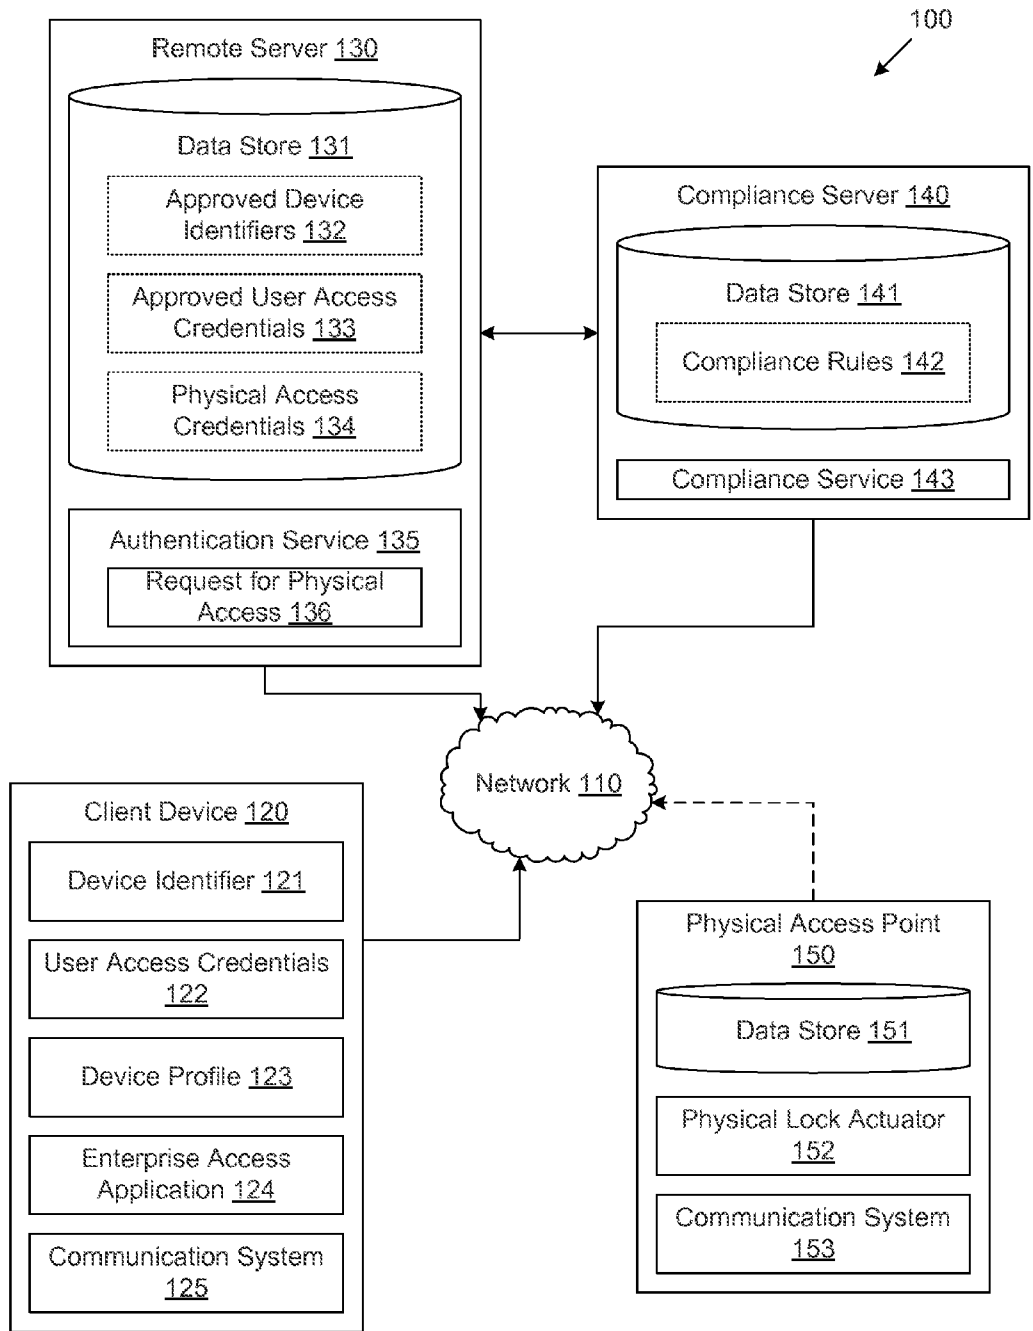 100
Remote Server 130
Data Store 131
Approved Device
Identifiers 132
Approved User Access
Credentials 133
Physical Access
Credentials 134
Authentication Service 135
Request for Physical
Access 136
Compliance Server 140
Data Store 141
Compliance Rules 142
Compliance Service 143
Network 110
Client Device 120
Device Identifier 121
User Access Credentials
122
Device Profile 123
Enterprise Access
Application 124
Communication System
125
Physical Access Point
150
Data Store 151
Physical Lock Actuator
152
Communication System
153